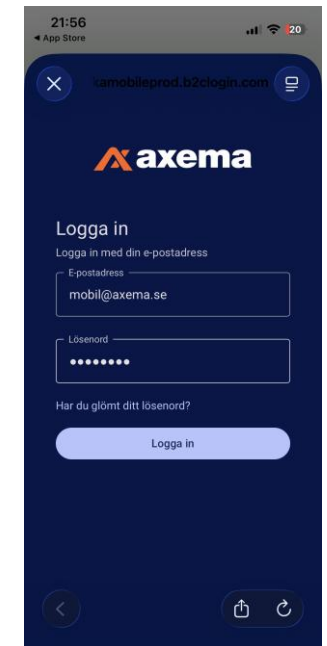 21:56
20
◀ App Store
amobileprod.b2clogin.com
axema
Logga in
Logga in med din e-postadress
E-postadress
mobil@axema.se
Lösenord
••••••••
Har du glömt ditt lösenord?
Logga in